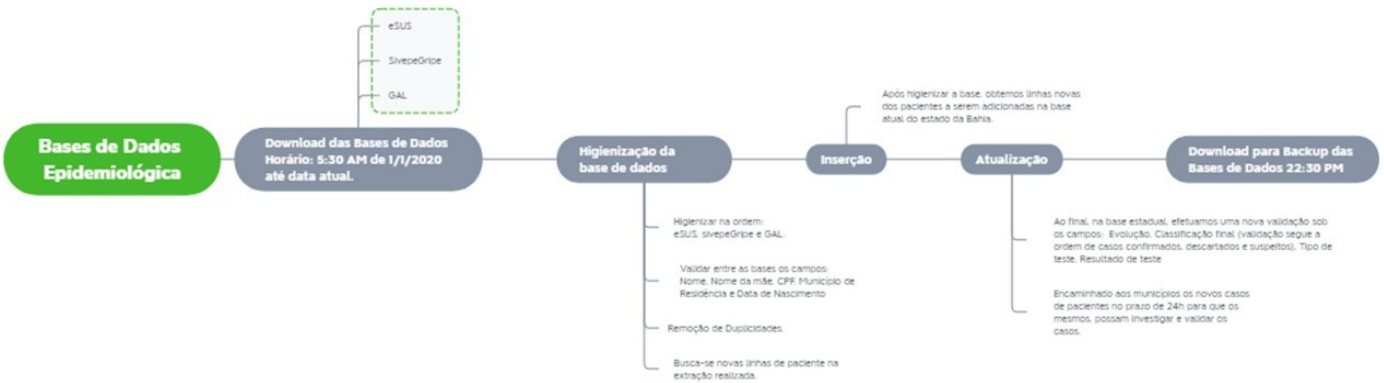 eSUS
SivepeGripe
GAL
Bases de Dados
Epidemiológica
Download das Bases de Dados
Horário: 5:30 AM de 1/1/2020
até data atual.
Higienização da
base de dados
Higienizar na ordem:
eSUS, sivepeGripe e GAL.
Validar entre as bases os campos:
Nome, Nome da mãe, CPF, Município de
Residência e Data de Nascimento
Remoção de Duplicidades.
Busca-se novas linhas de paciente na
extração realizada.
Inserção
Após higienizar a base, obtemos linhas novas
dos pacientes a serem adicionadas na base
atual do estado da Bahia.
Atualização
Ao final, na base estadual, efetuamos uma nova validação sob
os campos: Evolução, Classificação final (validação segue a
ordem de casos confirmados, descartados e suspeitos), Tipo de
teste, Resultado de teste
Encaminhado aos municípios os novos casos
de pacientes no prazo de 24h para que os
mesmos, possam investigar e validar os
casos.
Download para Backup das
Bases de Dados 22:30 PM